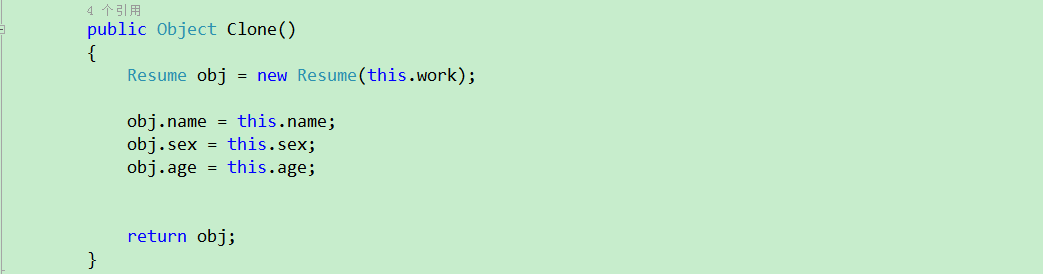 4 个引用
public Object Clone()
{
Resume obj = new Resume(this.work);
obj.name = this.name;
obj.sex = this.sex;
obj.age = this.age;
return obj;
}